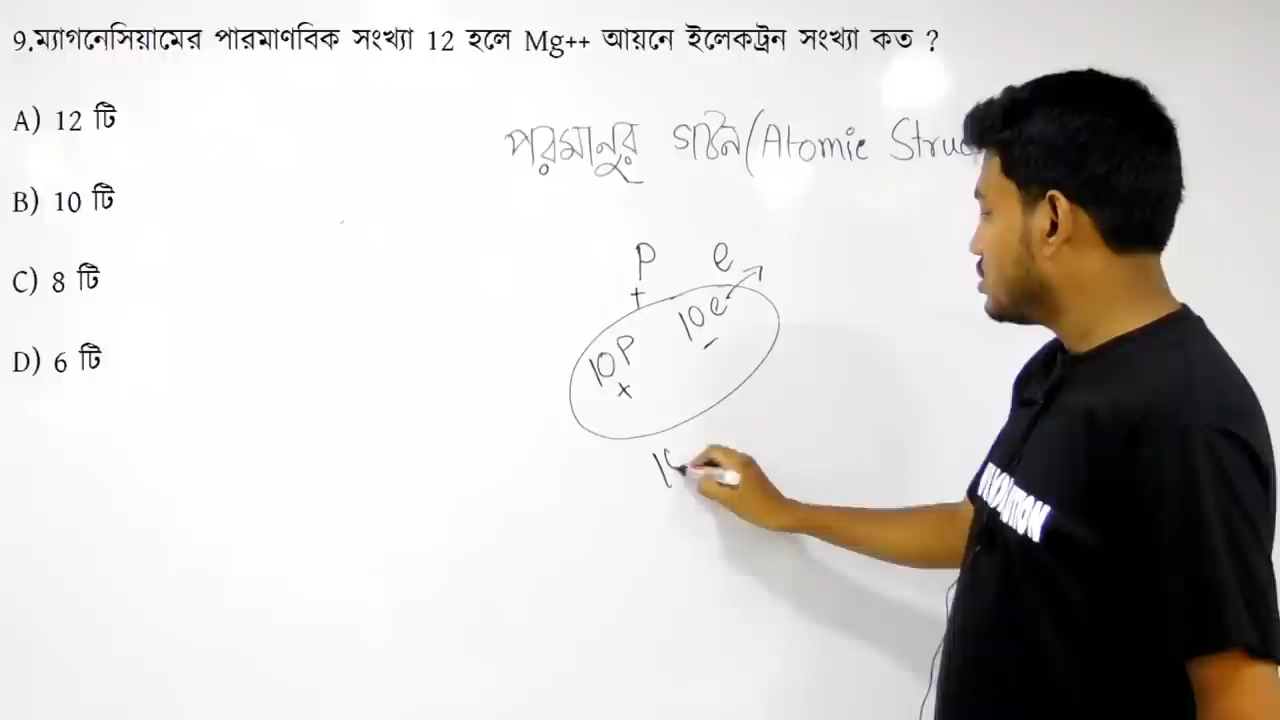 9.ম্যাগনেসিয়ামের পারমাণবিক সংখ্যা 12 হলে Mg++ আয়নে ইলেকট্রন সংখ্যা কত ?
A) 12 টি
B) 10 টি
C) 8 টি
D) 6 টি
পরমানুর গঠন (Atomic
P e
+
10P 10e
+ -